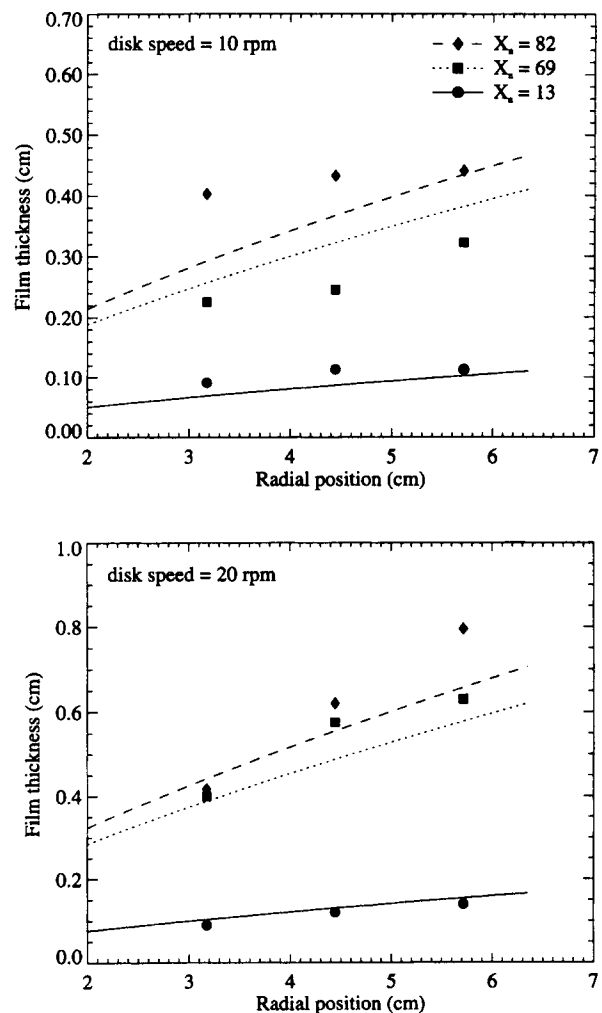 0.70
disk speed = 10 rpm
Xₐ = 82
0.60
Xₐ = 69
Xₐ = 13
0.50
0.40
0.30
0.20
0.10
0.00
Film thickness (cm)
2 3 4 5 6 7
Radial position (cm)
1.0
disk speed = 20 rpm
0.8
0.6
0.4
0.2
0.0
Film thickness (cm)
2 3 4 5 6 7
Radial position (cm)